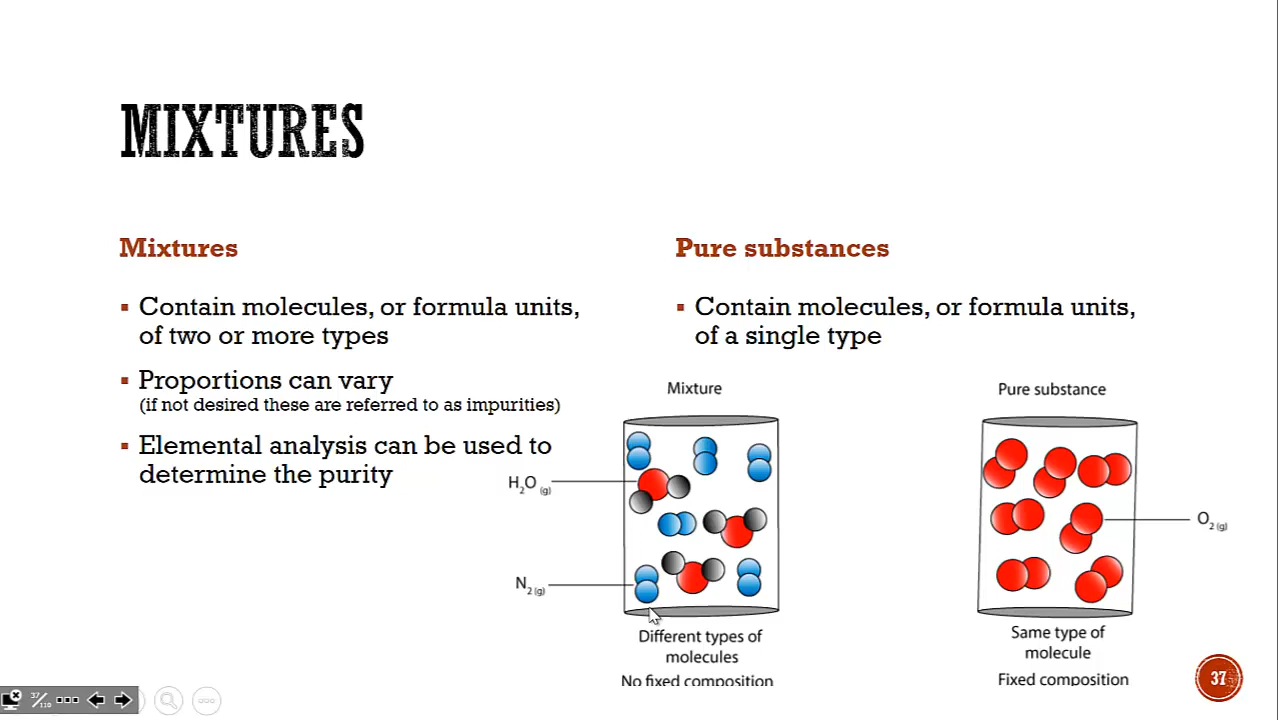 MIXTURES
Mixtures
▪ Contain molecules, or formula units,
of two or more types
▪ Proportions can vary
(if not desired these are referred to as impurities)
▪ Elemental analysis can be used to
determine the purity
Pure substances
▪ Contain molecules, or formula units,
of a single type
Mixture
H₂O (g)
N₂ (g)
Different types of
molecules
No fixed composition
Pure substance
O₂ (g)
Same type of
molecule
Fixed composition
37
37/110